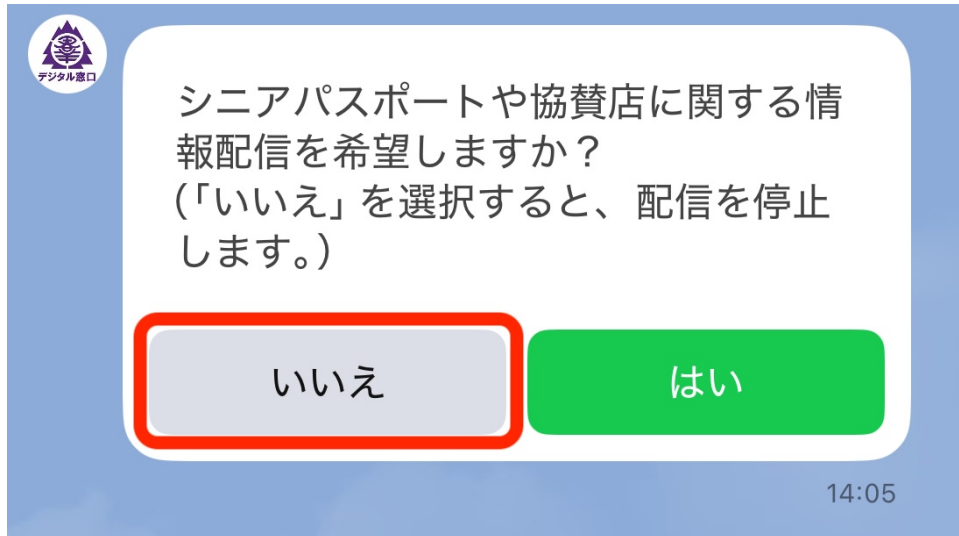 デジタル窓口
シニアパスポートや協賛店に関する情
報配信を希望しますか？
(「いいえ」を選択すると、配信を停止
します。)
いいえ
はい
14:05